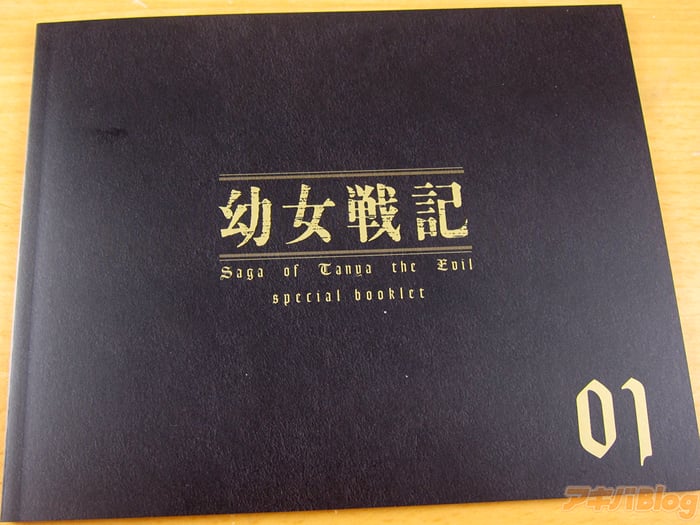 幼女戦記
Saga of Tanya the Evil
special booklet
01
アキバBlog